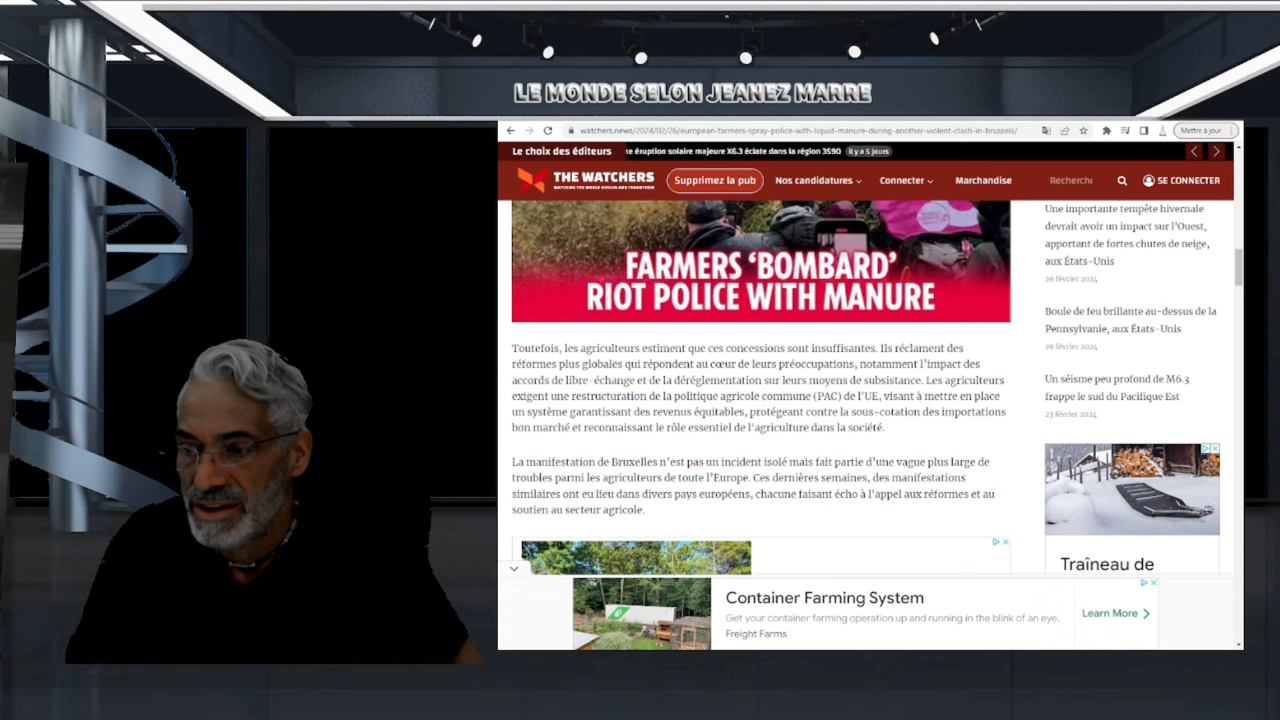 LE MONDE SELON JEANEZ MARRE
watchers.news/2024/02/26/european-farmers-spray-police-with-liquid-manure-during-another-violent-clash-in-brussels/
Mettre à jour
Le choix des éditeurs
e éruption solaire majeure X6.3 éclate dans la région 3590 Il y a 5 jours
THE WATCHERS
WATCHING THE WORLD EVOLVE AND TRANSFORM
Supprimez la pub
Nos candidatures
Connecter
Marchandise
Recherche
SE CONNECTER
FARMERS ‘BOMBARD’
RIOT POLICE WITH MANURE
Toutefois, les agriculteurs estiment que ces concessions sont insuffisantes. Ils réclament des
réformes plus globales qui répondent au cœur de leurs préoccupations, notamment l'impact des
accords de libre-échange et de la déréglementation sur leurs moyens de subsistance. Les agriculteurs
exigent une restructuration de la politique agricole commune (PAC) de l'UE, visant à mettre en place
un système garantissant des revenus équitables, protégeant contre la sous-cotation des importations
bon marché et reconnaissant le rôle essentiel de l'agriculture dans la société.
La manifestation de Bruxelles n'est pas un incident isolé mais fait partie d'une vague plus large de
troubles parmi les agriculteurs de toute l'Europe. Ces dernières semaines, des manifestations
similaires ont eu lieu dans divers pays européens, chacune faisant écho à l'appel aux réformes et au
soutien au secteur agricole.
Une importante tempête hivernale
devrait avoir un impact sur l'Ouest,
apportant de fortes chutes de neige,
aux États-Unis
26 février 2024
Boule de feu brillante au-dessus de la
Pennsylvanie, aux États-Unis
26 février 2024
Un séisme peu profond de M6.3
frappe le sud du Pacifique Est
23 février 2024
Traîneau de
Container Farming System
Get your container farming operation up and running in the blink of an eye.
Freight Farms
Learn More